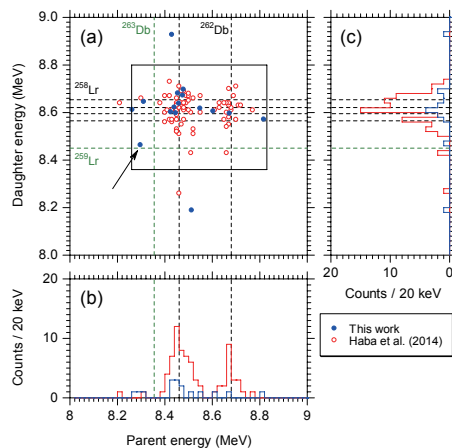 ²⁶³Db ²⁶²Db
(a) (c)
9.0
8.8
8.6
8.4
8.2
8.0
Daughter energy (MeV)
²⁵⁸Lr
²⁵⁹Lr
20 10 0
Counts / 20 keV
This work
Haba et al. (2014)
(b)
20
10
0
Counts / 20 keV
8 8.2 8.4 8.6 8.8 9
Parent energy (MeV)